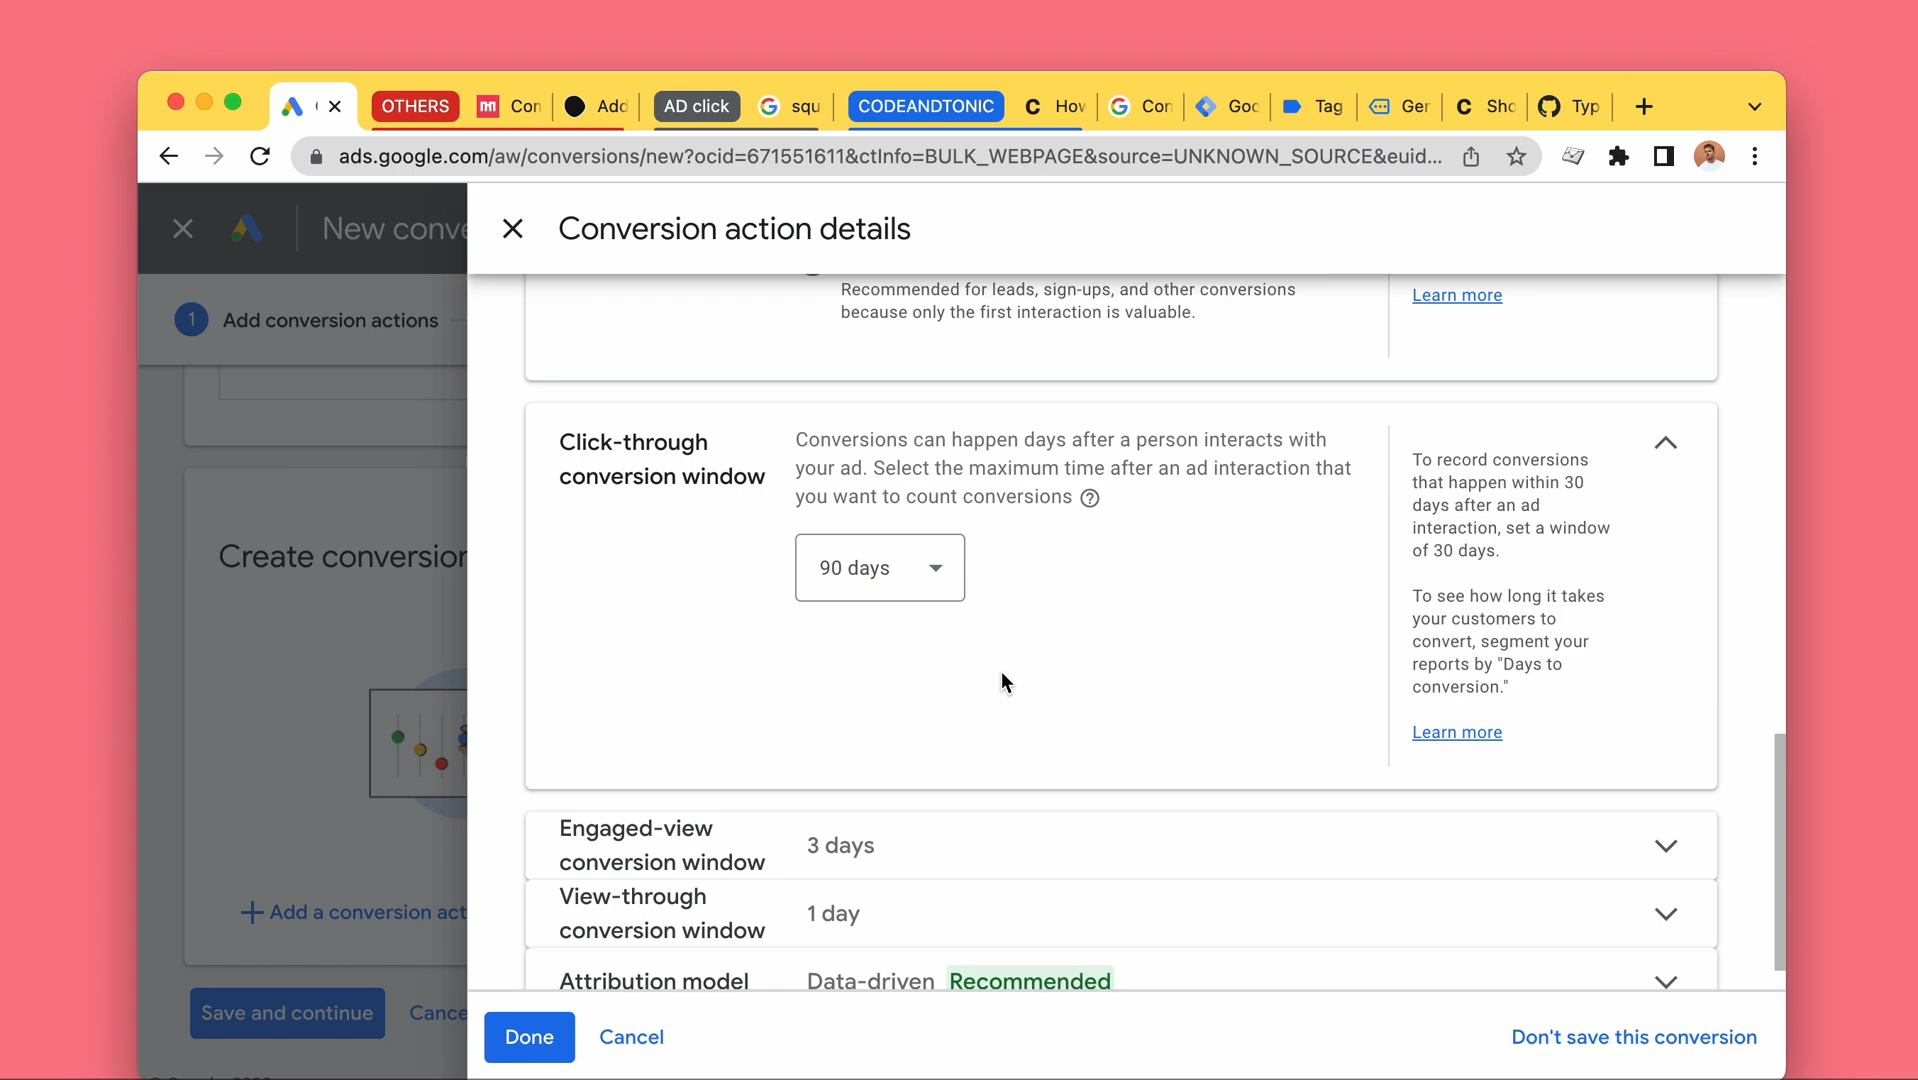 OTHERS
Con
Add
AD click
squ
CODEANDTONIC
How
Con
Goo
Tag
Ger
Sho
Typ
ads.google.com/aw/conversions/new?ocid=671551611&ctInfo=BULK_WEBPAGE&source=UNKNOWN_SOURCE&euid...
New conve
Conversion action details
1 Add conversion actions
Recommended for leads, sign-ups, and other conversions
because only the first interaction is valuable.
Learn more
Click-through
conversion window
Conversions can happen days after a person interacts with
your ad. Select the maximum time after an ad interaction that
you want to count conversions
90 days
To record conversions
that happen within 30
days after an ad
interaction, set a window
of 30 days.
To see how long it takes
your customers to
convert, segment your
reports by "Days to
conversion."
Learn more
Create conversion
Add a conversion act
Engaged-view
conversion window
3 days
View-through
conversion window
1 day
Attribution model
Data-driven Recommended
Save and continue
Cance
Done
Cancel
Don't save this conversion